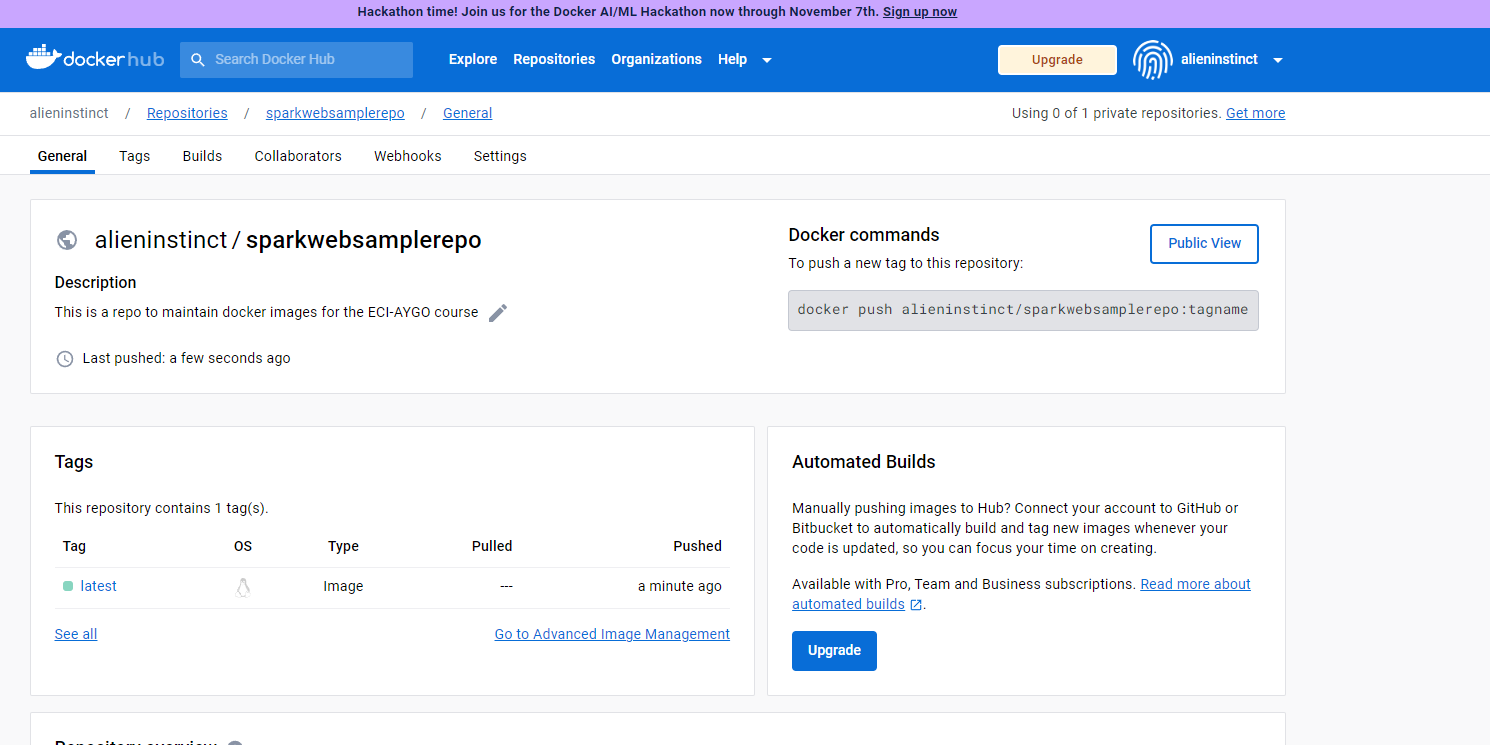 Hackathon time! Join us for the Docker AI/ML Hackathon now through November 7th. Sign up now
dockerhub Search Docker Hub Explore Repositories Organizations Help Upgrade alieninstinct
alieninstinct / Repositories / sparkwebsamplerepo / General Using 0 of 1 private repositories. Get more
General Tags Builds Collaborators Webhooks Settings
alieninstinct / sparkwebsamplerepo
Description
This is a repo to maintain docker images for the ECI-AYGO course
Last pushed: a few seconds ago
Docker commands
Public View
To push a new tag to this repository:
docker push alieninstinct/sparkwebsamplerepo:tagname
Tags
This repository contains 1 tag(s).
Tag OS Type Pulled Pushed
latest Image --- a minute ago
See all Go to Advanced Image Management
Automated Builds
Manually pushing images to Hub? Connect your account to GitHub or
Bitbucket to automatically build and tag new images whenever your
code is updated, so you can focus your time on creating.
Available with Pro, Team and Business subscriptions. Read more about
automated builds .
Upgrade
Repository overview